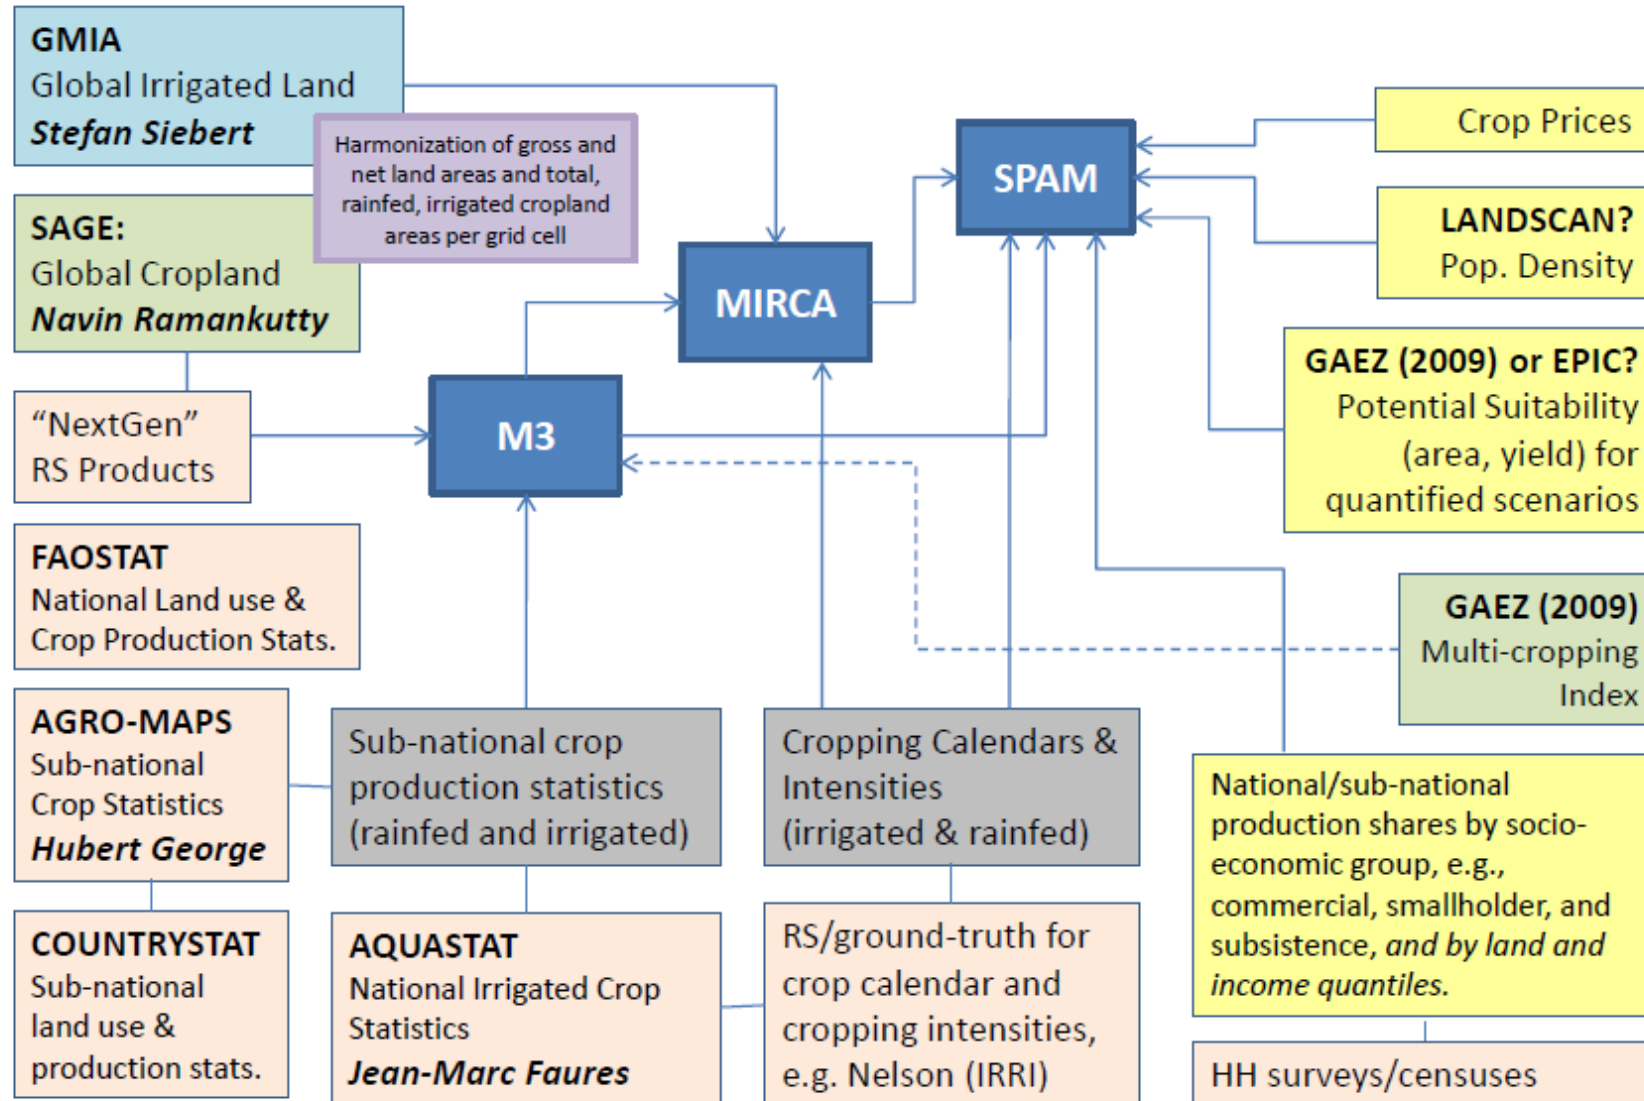 GMIA
Global Irrigated Land
Stefan Siebert
Harmonization of gross and
net land areas and total,
rainfed, irrigated cropland
areas per grid cell
SAGE:
Global Cropland
Navin Ramankutty
“NextGen”
RS Products
FAOSTAT
National Land use &
Crop Production Stats.
AGRO-MAPS
Sub-national
Crop Statistics
Hubert George
COUNTRYSTAT
Sub-national
land use &
production stats.
M3
MIRCA
SPAM
Sub-national crop
production statistics
(rainfed and irrigated)
AQUASTAT
National Irrigated Crop
Statistics
Jean-Marc Faures
Cropping Calendars &
Intensities
(irrigated & rainfed)
RS/ground-truth for
crop calendar and
cropping intensities,
e.g. Nelson (IRRI)
Crop Prices
LANDSCAN?
Pop. Density
GAEZ (2009) or EPIC?
Potential Suitability
(area, yield) for
quantified scenarios
GAEZ (2009)
Multi-cropping
Index
National/sub-national
production shares by socio-
economic group, e.g.,
commercial, smallholder, and
subsistence, and by land and
income quantiles.
HH surveys/censuses